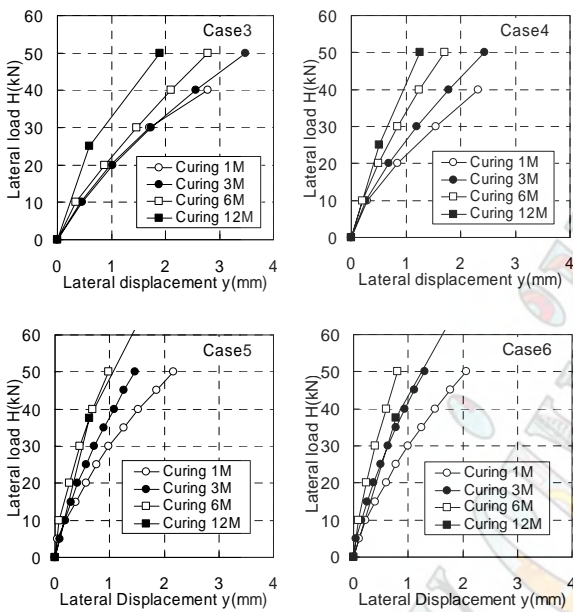 Case3
Lateral load H(kN)
60
50
40
30
20
10
0
Curing 1M
Curing 3M
Curing 6M
Curing 12M
0 1 2 3 4
Lateral displacement y(mm)
Case4
Lateral load H(kN)
60
50
40
30
20
10
0
Curing 1M
Curing 3M
Curing 6M
Curing 12M
0 1 2 3 4
Lateral displacement y(mm)
Case5
Lateral load H(kN)
60
50
40
30
20
10
0
Curing 1M
Curing 3M
Curing 6M
Curing 12M
0 1 2 3 4
Lateral Displacement y(mm)
Case6
Lateral load H(kN)
60
50
40
30
20
10
0
Curing 1M
Curing 3M
Curing 6M
Curing 12M
0 1 2 3 4
Lateral Displacement y(mm)